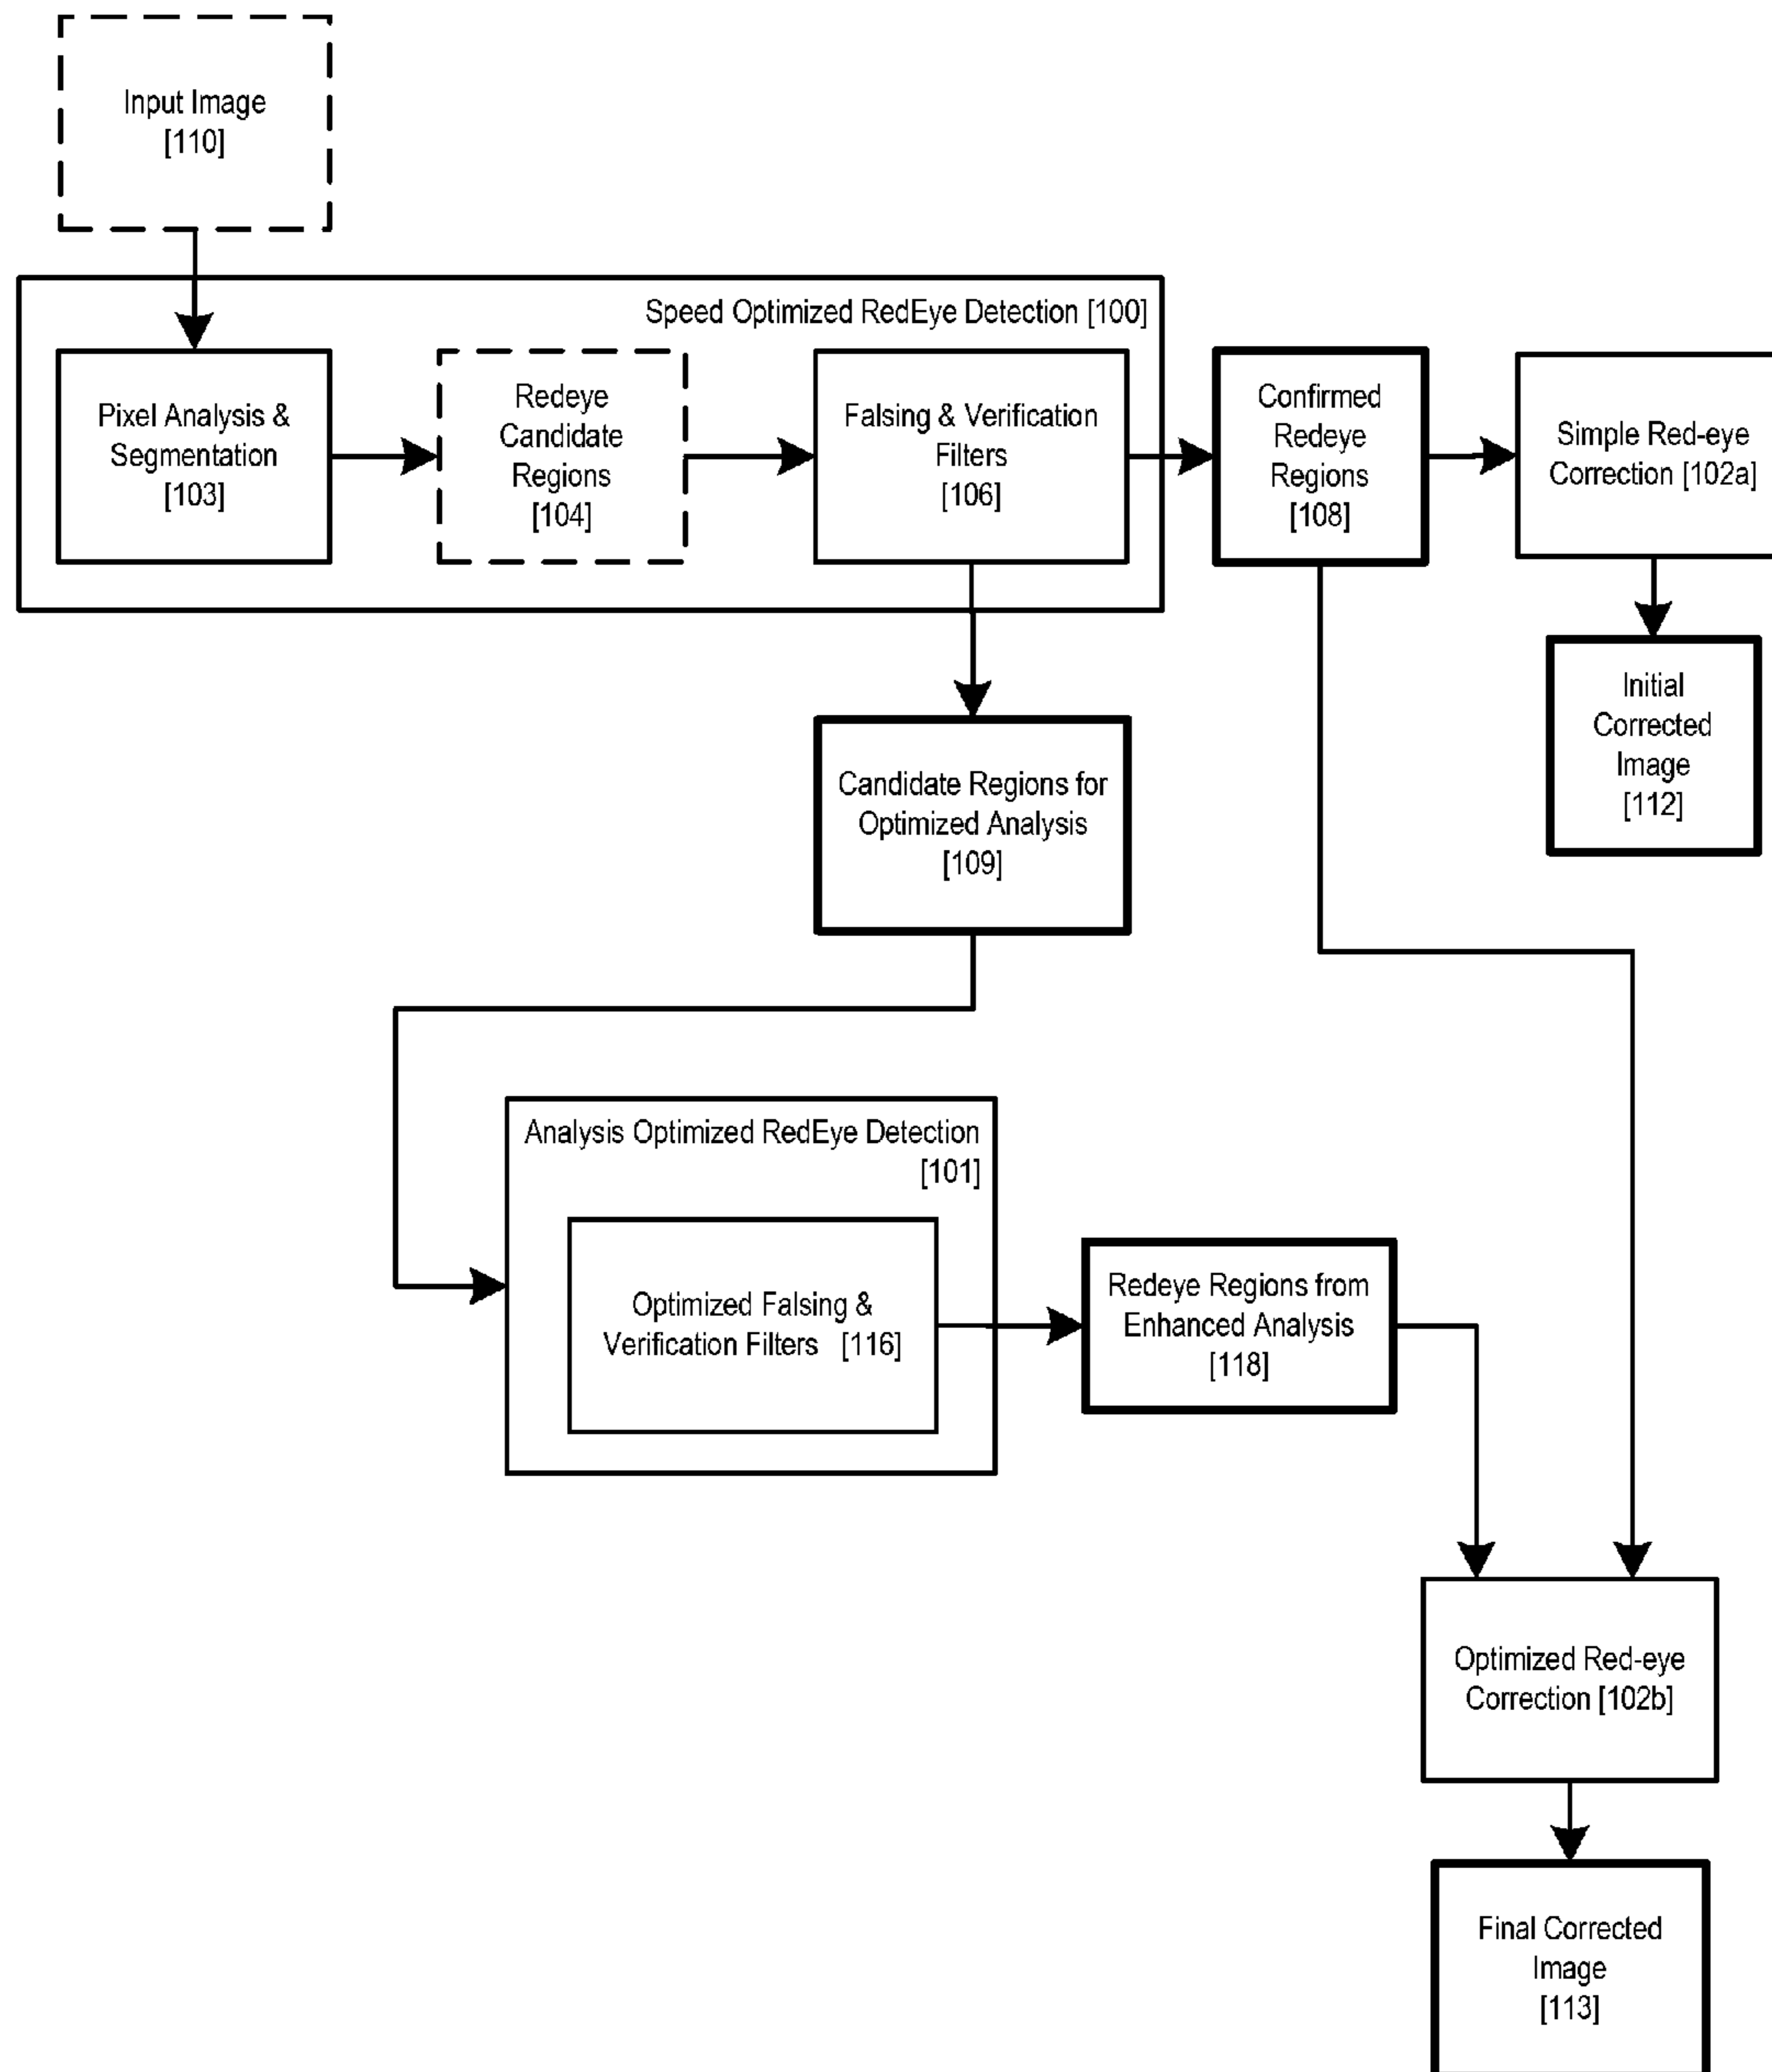 Input Image
[110]
Speed Optimized RedEye Detection [100]
Pixel Analysis &
Segmentation
[103]
Redeye
Candidate
Regions
[104]
Falsing & Verification
Filters
[106]
Confirmed
Redeye
Regions
[108]
Simple Red-eye
Correction [102a]
Initial
Corrected
Image
[112]
Candidate Regions for
Optimized Analysis
[109]
Analysis Optimized RedEye Detection
[101]
Optimized Falsing &
Verification Filters [116]
Redeye Regions from
Enhanced Analysis
[118]
Optimized Red-eye
Correction [102b]
Final Corrected
Image
[113]